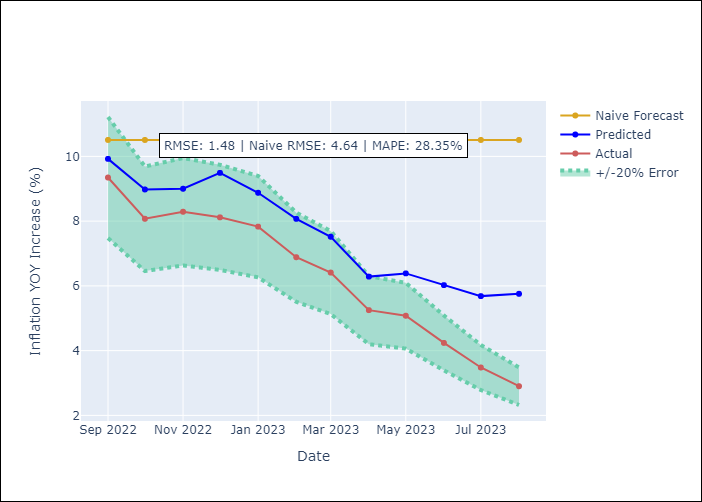 RMSE: 1.48 | Naive RMSE: 4.64 | MAPE: 28.35%
Naive Forecast
Predicted
Actual
+/-20% Error
Inflation YOY Increase (%)
10
8
6
4
2
Sep 2022
Nov 2022
Jan 2023
Mar 2023
May 2023
Jul 2023
Date